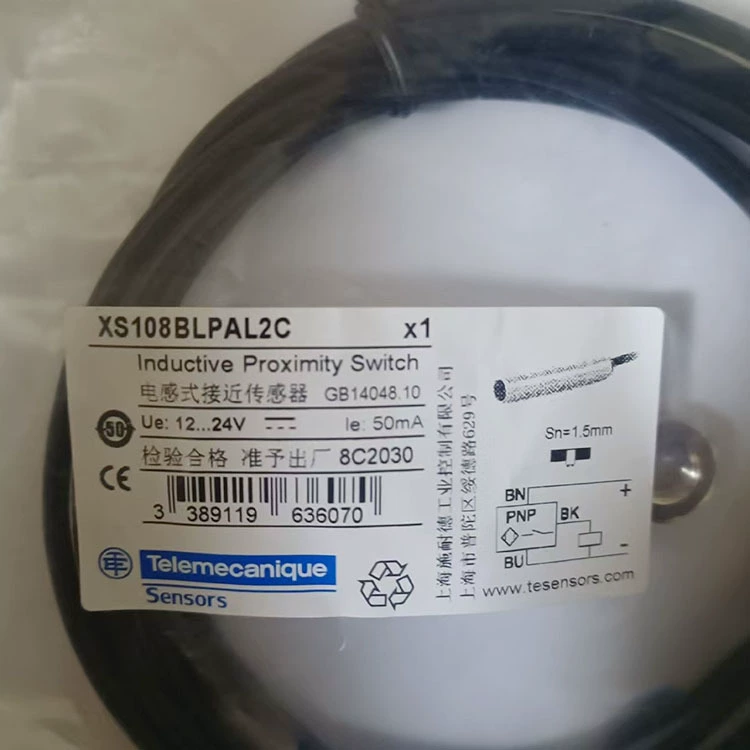 XS108BLPAL2C x1
Inductive Proximity Switch
电感式接近传感器 GB14048.10
50
Ue: 12...24V Ie: 50mA
检验合格 准予出厂 8C2030
CE
3 389119 636070
Telemecanique
Sensors
上海施耐德工业控制有限公司
上海市普陀区绥德路629号
Sn=1.5mm
BN +
PNP BK
BU -
www.tesensors.com